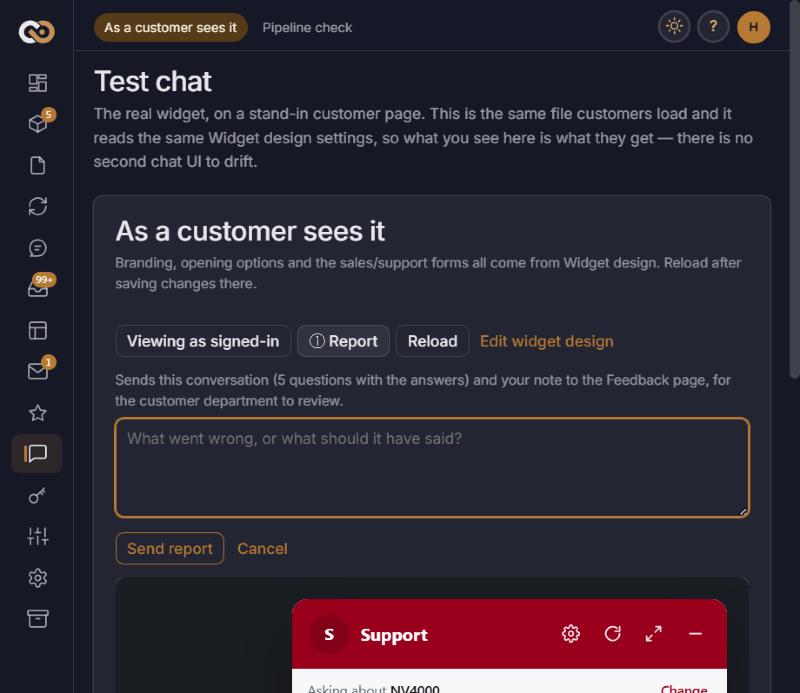 As a customer sees it
Pipeline check
?
H
5
99+
1
Test chat
The real widget, on a stand-in customer page. This is the same file customers load and it
reads the same Widget design settings, so what you see here is what they get — there is no
second chat UI to drift.
As a customer sees it
Branding, opening options and the sales/support forms all come from Widget design. Reload after
saving changes there.
Viewing as signed-in
Report
Reload
Edit widget design
Sends this conversation (5 questions with the answers) and your note to the Feedback page, for
the customer department to review.
What went wrong, or what should it have said?
Send report
Cancel
S
Support
Asking about NV4000
Change